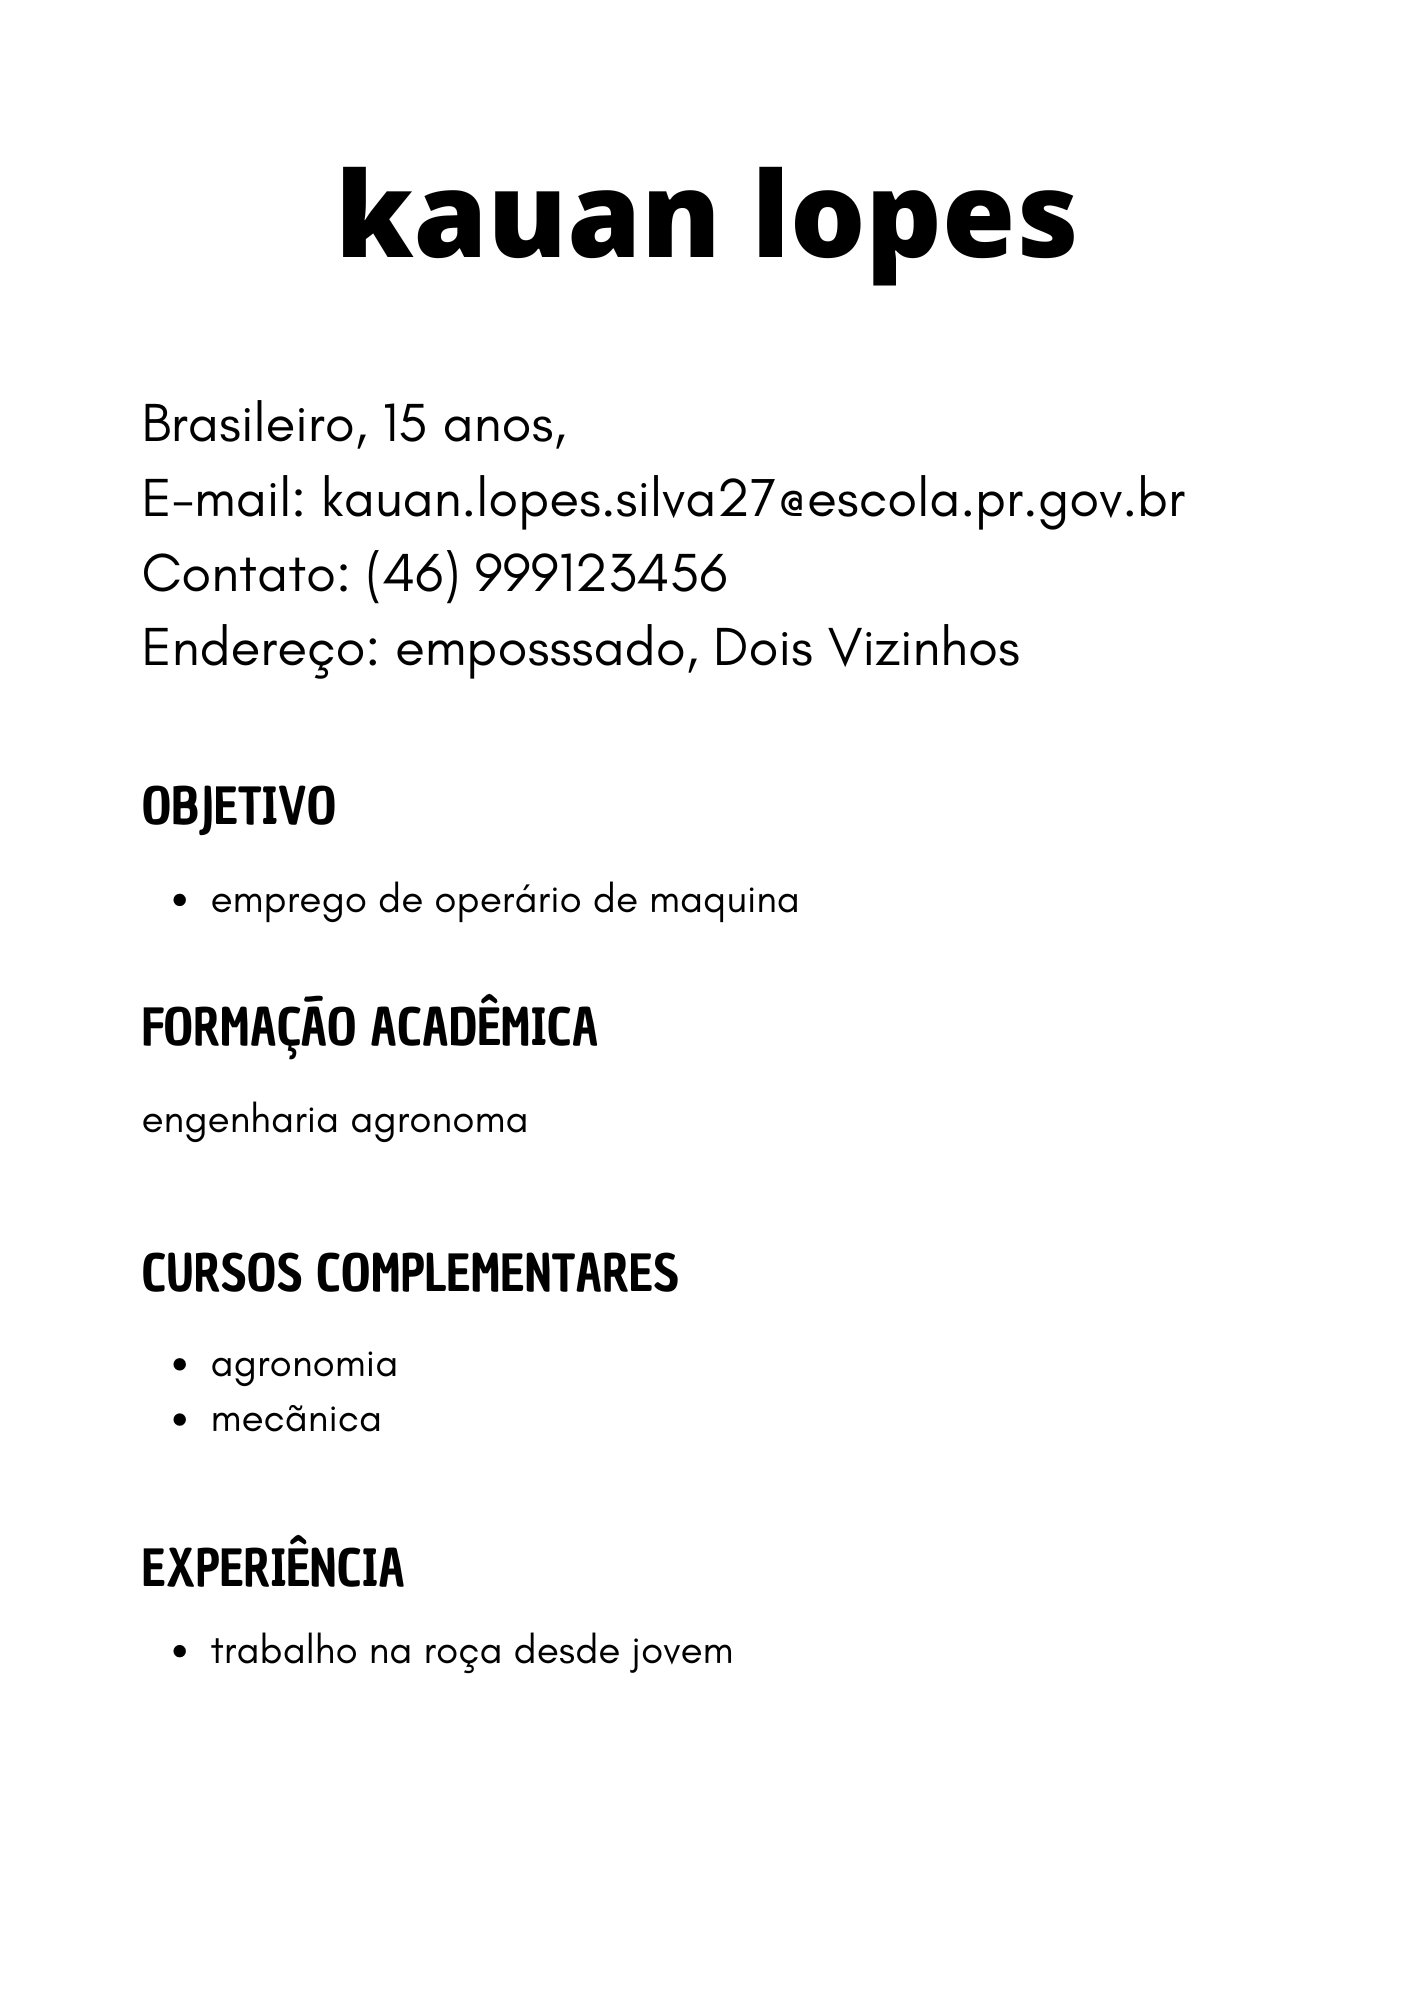 kauan lopes
Brasileiro, 15 anos,
E-mail: kauan.lopes.silva27@escola.pr.gov.br
Contato: (46) 999123456
Endereço: emposssado, Dois Vizinhos
OBJETIVO
• emprego de operário de maquina
FORMAÇÃO ACADÊMICA
engenharia agronoma
CURSOS COMPLEMENTARES
• agronomia
• mecãnica
EXPERIÊNCIA
• trabalho na roça desde jovem